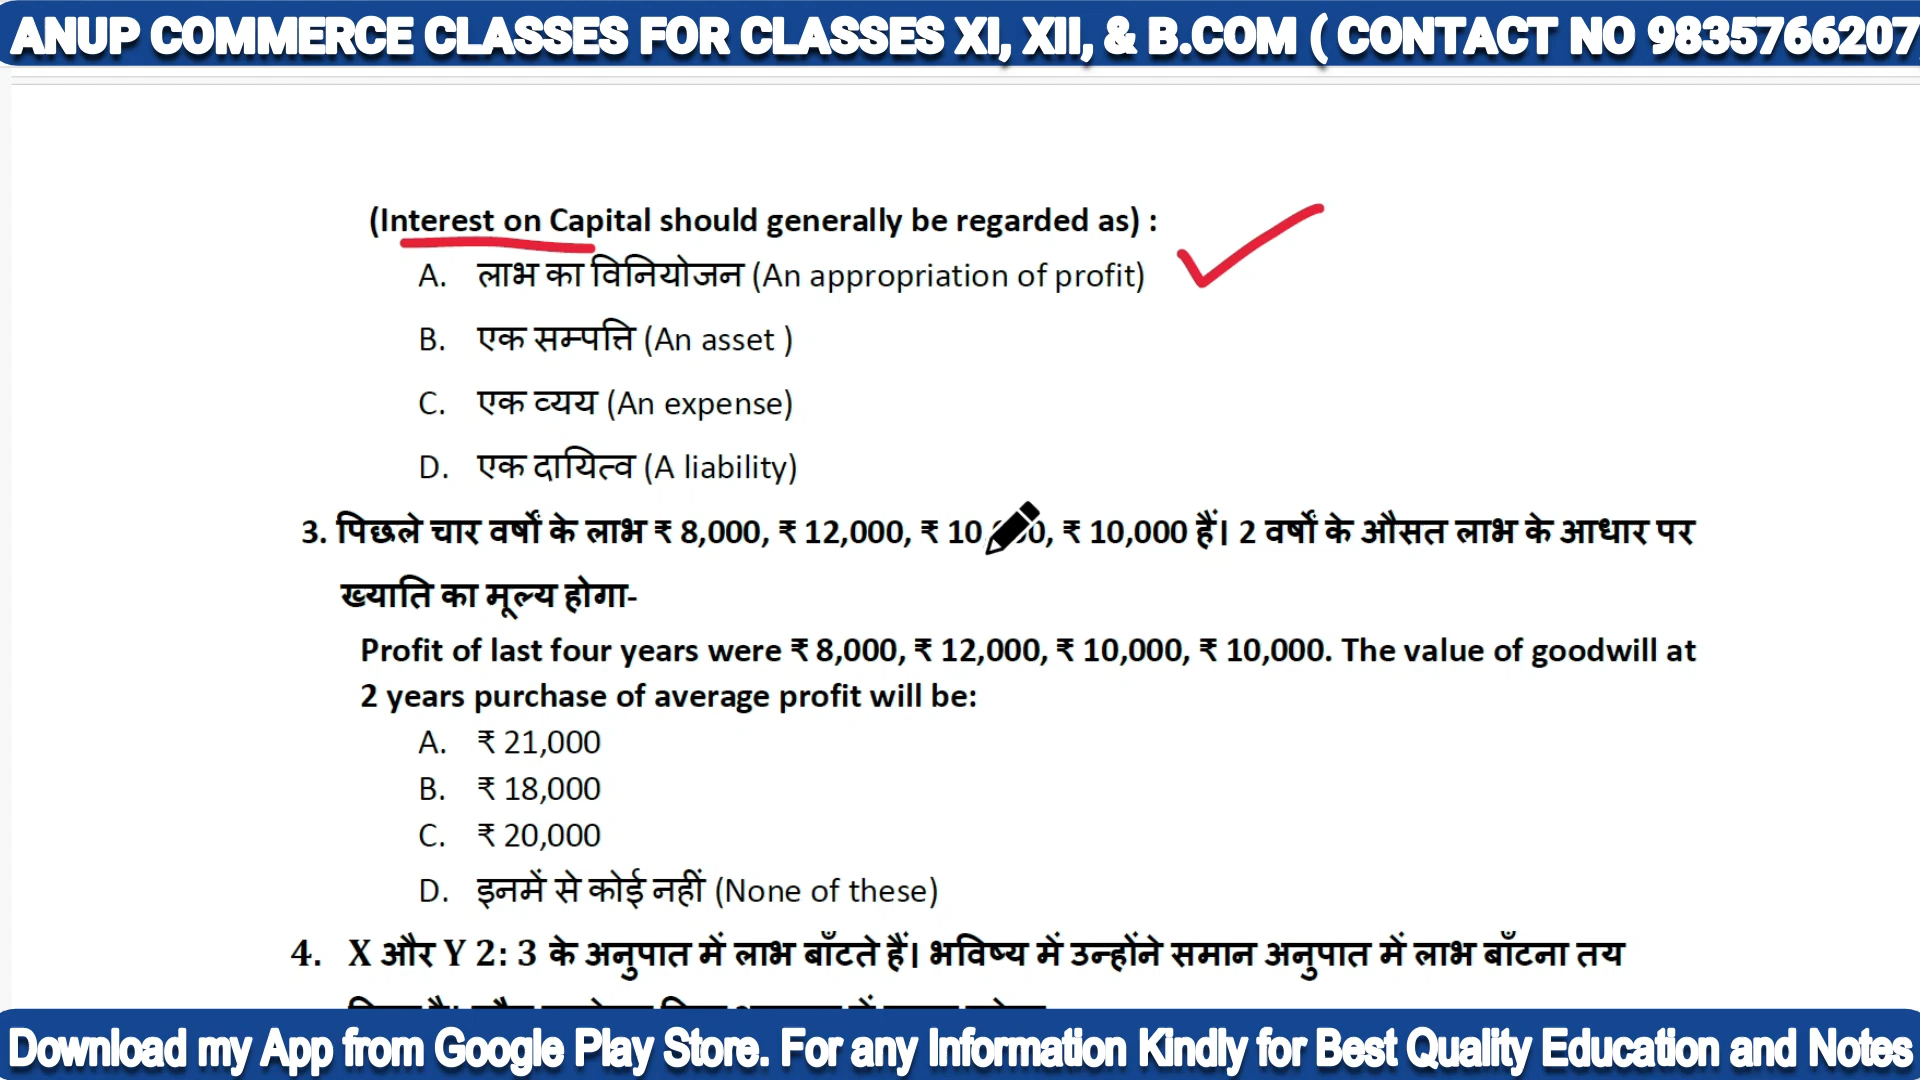 ANUP COMMERCE CLASSES FOR CLASSES XI, XII, & B.COM ( CONTACT NO 9835766207
(Interest on Capital should generally be regarded as) :
A. लाभ का विनियोजन (An appropriation of profit)
B. एक सम्पत्ति (An asset )
C. एक व्यय (An expense)
D. एक दायित्व (A liability)
3. पिछले चार वर्षों के लाभ ₹ 8,000, ₹ 12,000, ₹ 10,000, ₹ 10,000 हैं। 2 वर्षों के औसत लाभ के आधार पर
ख्याति का मूल्य होगा-
Profit of last four years were ₹ 8,000, ₹ 12,000, ₹ 10,000, ₹ 10,000. The value of goodwill at
2 years purchase of average profit will be:
A. ₹ 21,000
B. ₹ 18,000
C. ₹ 20,000
D. इनमें से कोई नहीं (None of these)
4. X और Y 2: 3 के अनुपात में लाभ बाँटते हैं। भविष्य में उन्होंने समान अनुपात में लाभ बाँटना तय
Download my App from Google Play Store. For any Information Kindly for Best Quality Education and Notes